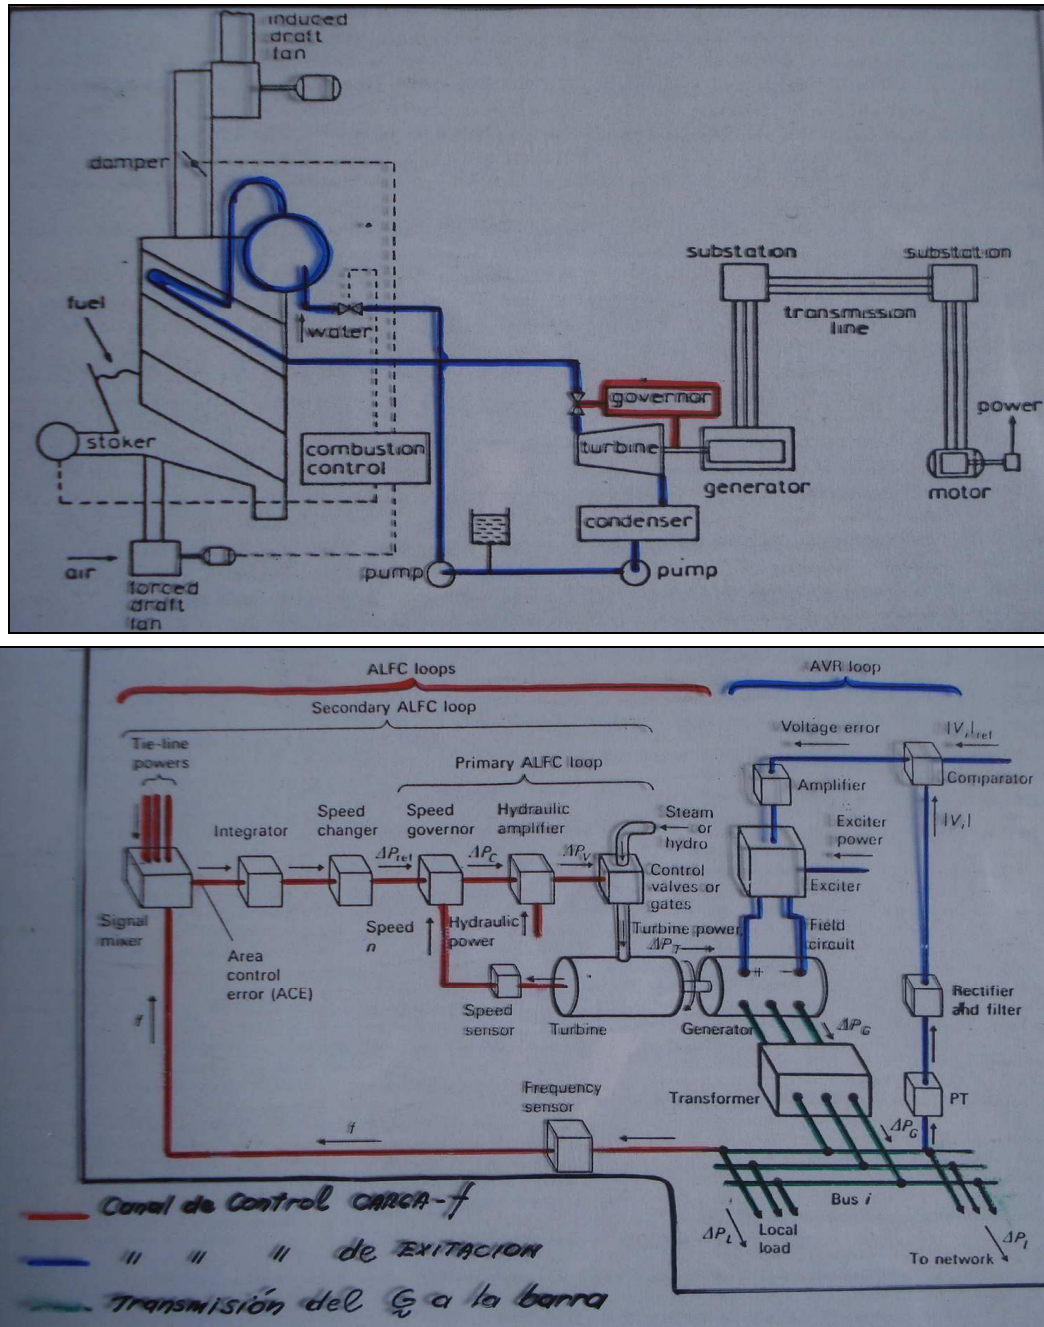 induced
draft
fan
damper
fuel
stoker
air
forced
draft
fan
water
combustion
control
pump
pump
governor
turbine
generator
condenser
substation
substation
transmission
line
power
motor
ALFC loops
AVR loop
Secondary ALFC loop
Primary ALFC loop
Tie-line
powers
Integrator
Speed
changer
Speed
governor
Hydraulic
amplifier
Steam
or
hydro
Voltage error
|V_i|ref
Amplifier
Comparator
Exciter
power
|V_i|
Exciter
ΔP_ref
ΔP_C
ΔP_V
Control
valves or
gates
Signal
mixer
Area
control
error (ACE)
Speed
n
Hydraulic
power
Turbine power
ΔP_T
Field
circuit
+ −
Speed
sensor
Turbine
Generator
ΔP_G
Rectifier
and filter
f
Frequency
sensor
Transformer
PT
f
ΔP_G
Bus i
ΔP_L
Local
load
ΔP_i
To network
Canal de Control CARGA-f
" " " de EXITACION
Transmisión del G̰ a la barra